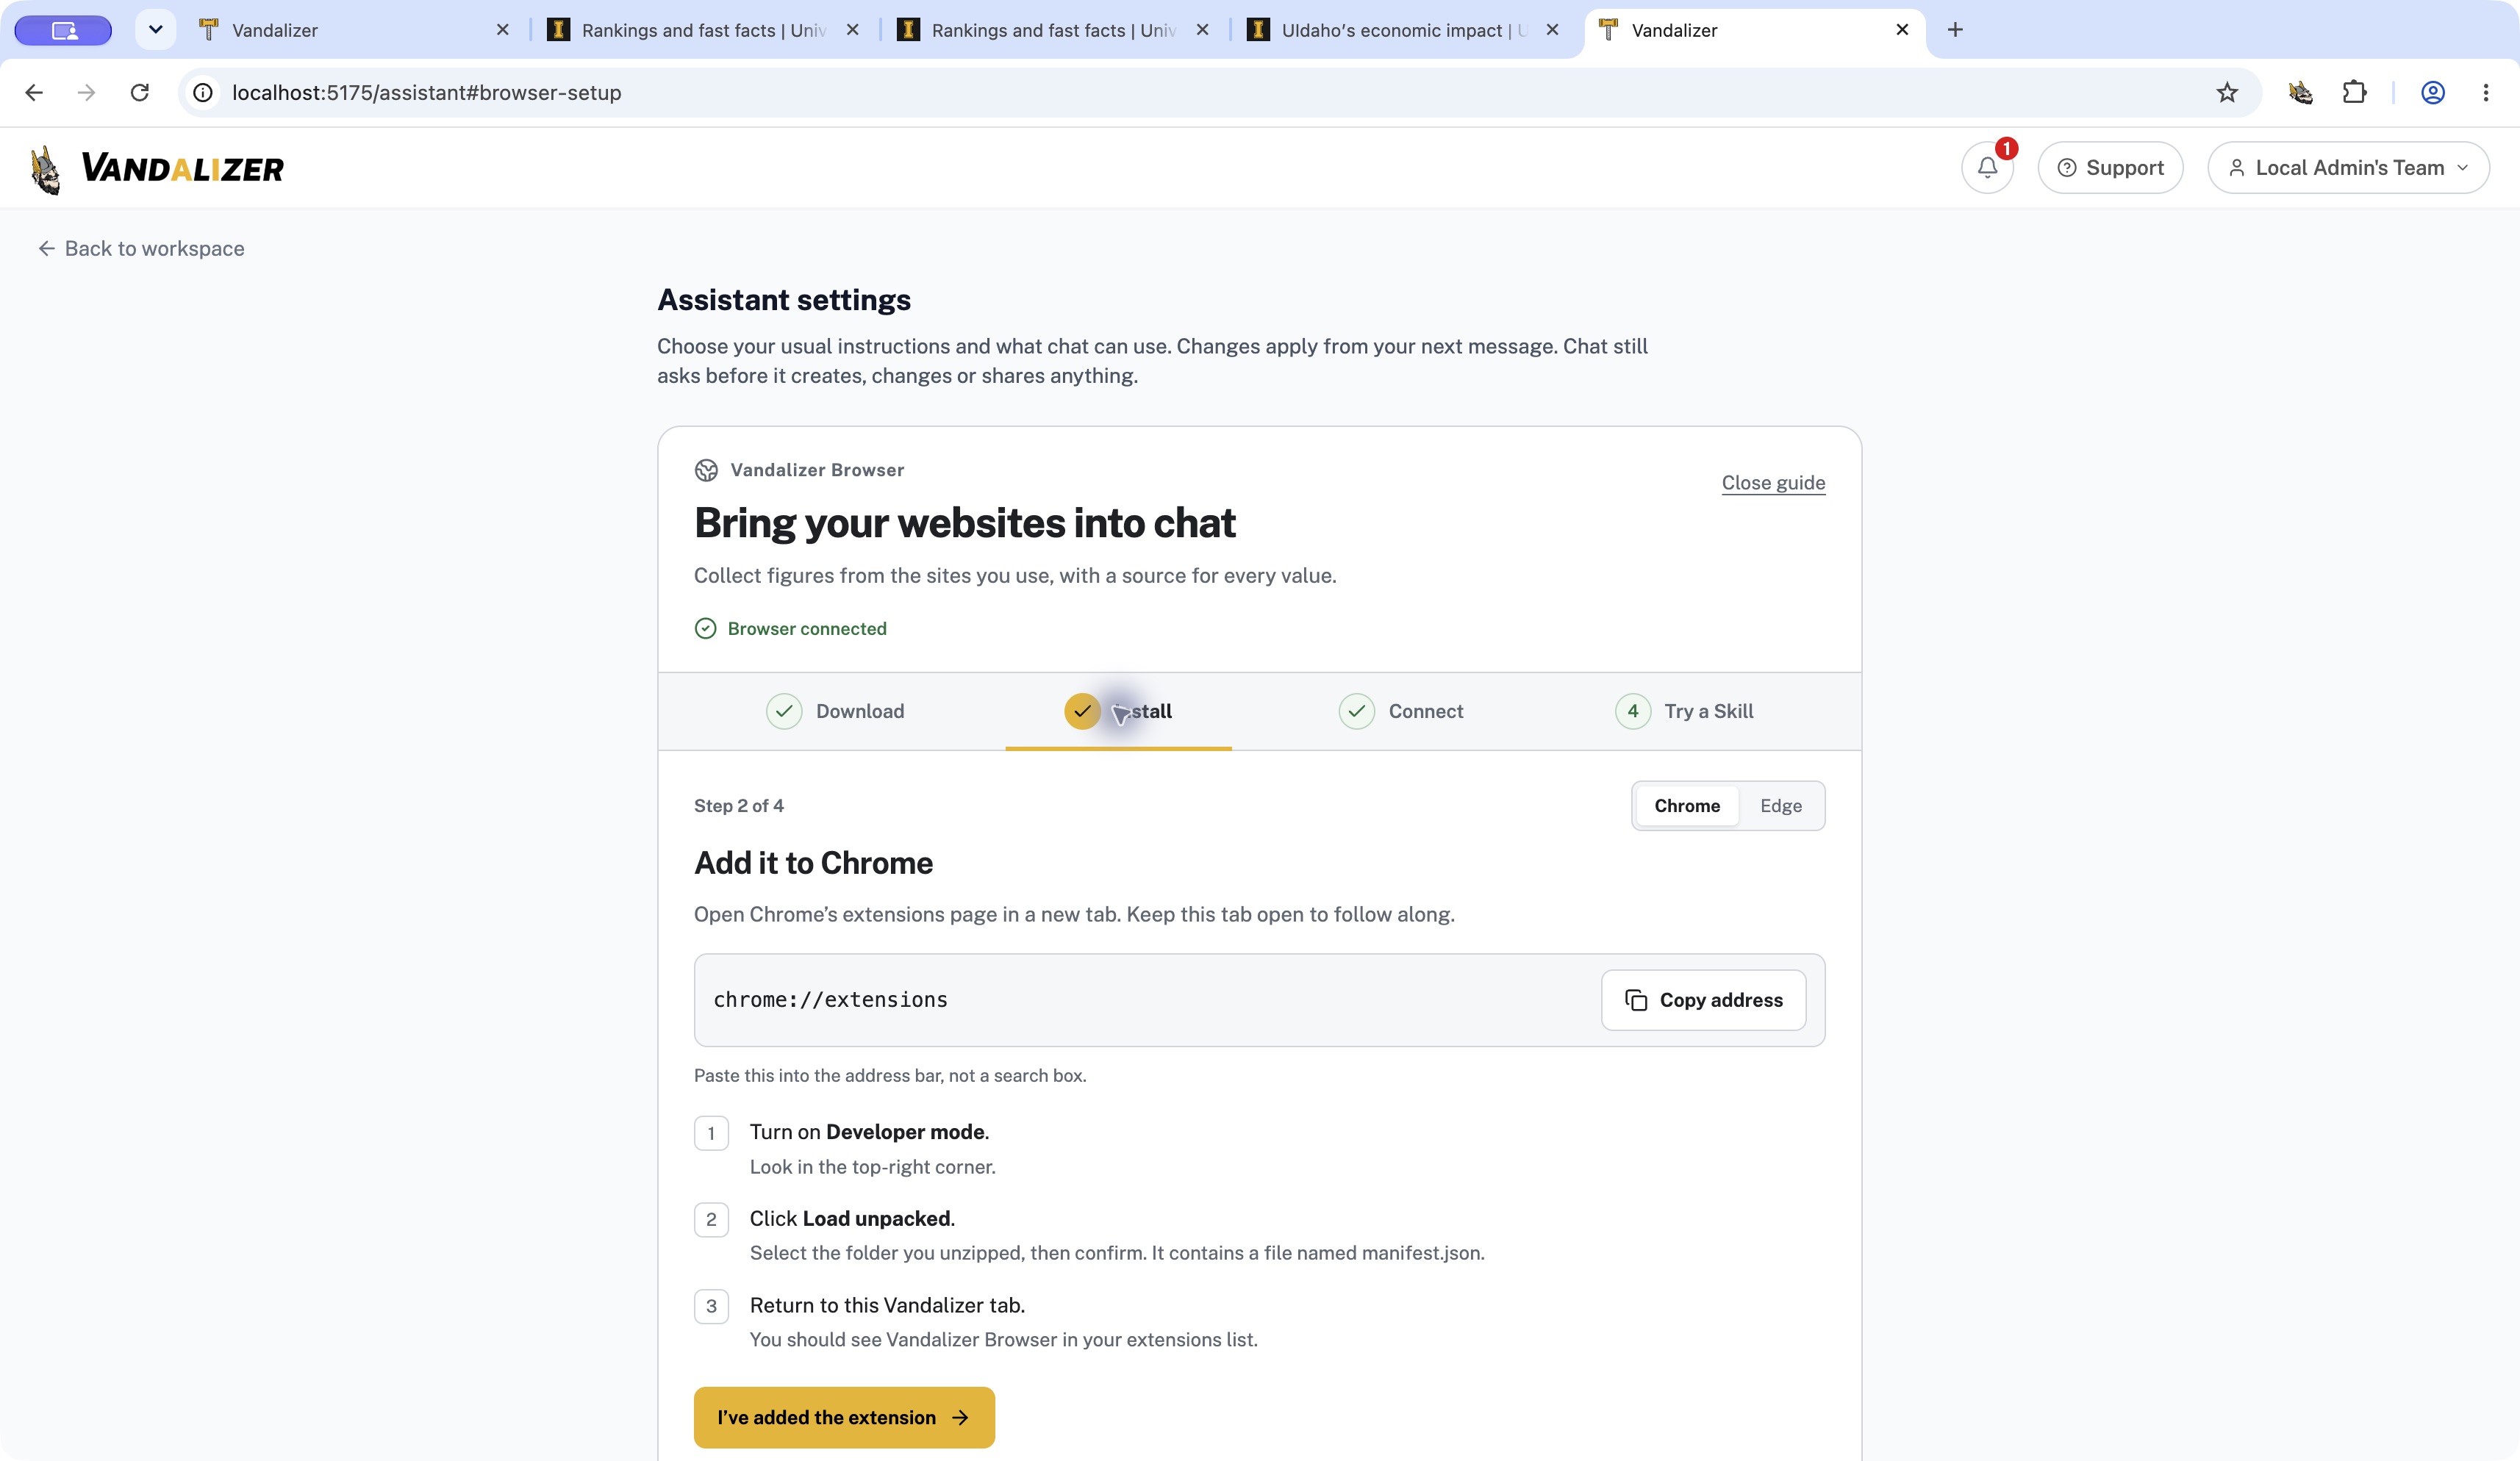 Vandalizer
Rankings and fast facts | Univ
Rankings and fast facts | Univ
UIdaho's economic impact | U
Vandalizer
localhost:5175/assistant#browser-setup
VANDALIZER
1
Support
Local Admin's Team
Back to workspace
Assistant settings
Choose your usual instructions and what chat can use. Changes apply from your next message. Chat still
asks before it creates, changes or shares anything.
Vandalizer Browser
Close guide
Bring your websites into chat
Collect figures from the sites you use, with a source for every value.
Browser connected
Download
stall
Connect
4 Try a Skill
Step 2 of 4
Chrome
Edge
Add it to Chrome
Open Chrome’s extensions page in a new tab. Keep this tab open to follow along.
chrome://extensions
Copy address
Paste this into the address bar, not a search box.
1 Turn on Developer mode.
Look in the top-right corner.
2 Click Load unpacked.
Select the folder you unzipped, then confirm. It contains a file named manifest.json.
3 Return to this Vandalizer tab.
You should see Vandalizer Browser in your extensions list.
I’ve added the extension